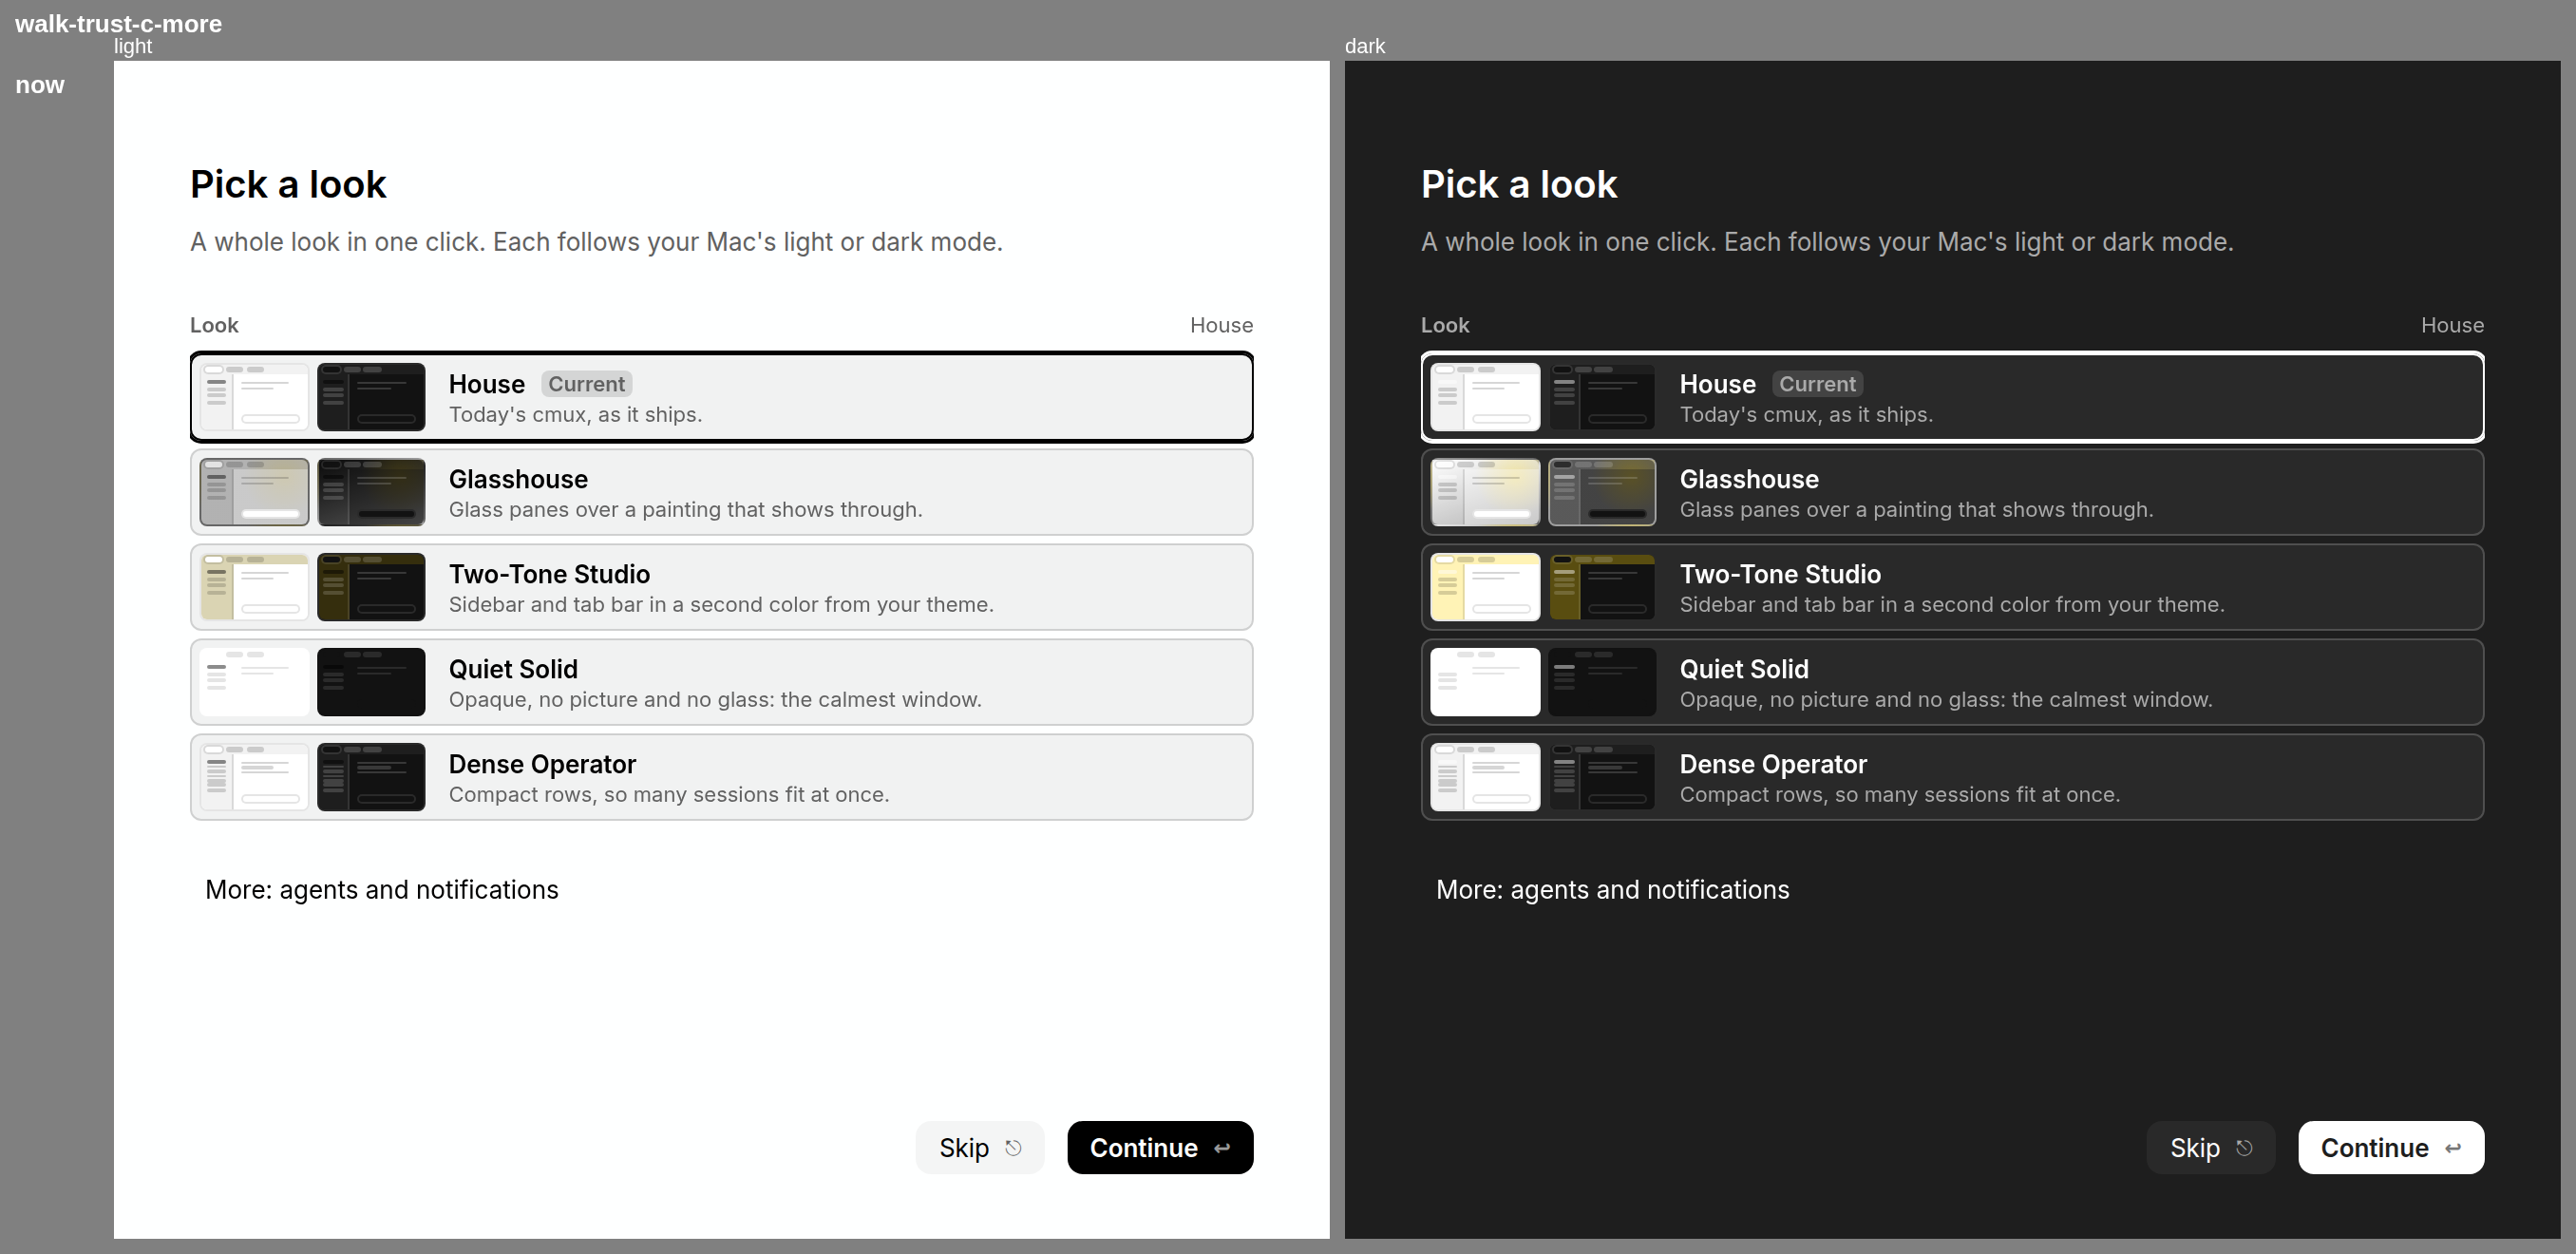 walk-trust-c-more
light
dark
now
Pick a look
A whole look in one click. Each follows your Mac's light or dark mode.
Look
House
House Current
Today's cmux, as it ships.
Glasshouse
Glass panes over a painting that shows through.
Two-Tone Studio
Sidebar and tab bar in a second color from your theme.
Quiet Solid
Opaque, no picture and no glass: the calmest window.
Dense Operator
Compact rows, so many sessions fit at once.
More: agents and notifications
Skip ⎋
Continue ↩
Pick a look
A whole look in one click. Each follows your Mac's light or dark mode.
Look
House
House Current
Today's cmux, as it ships.
Glasshouse
Glass panes over a painting that shows through.
Two-Tone Studio
Sidebar and tab bar in a second color from your theme.
Quiet Solid
Opaque, no picture and no glass: the calmest window.
Dense Operator
Compact rows, so many sessions fit at once.
More: agents and notifications
Skip ⎋
Continue ↩